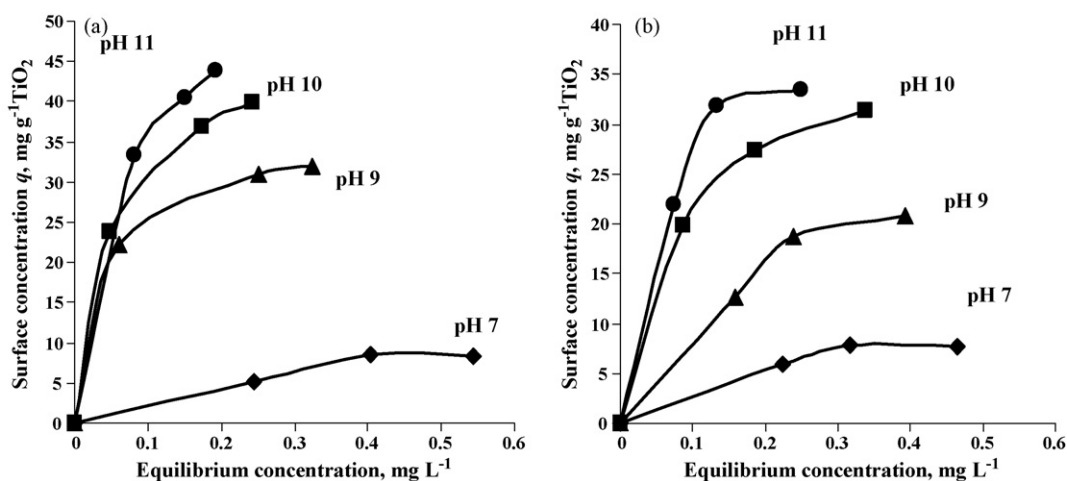 (a)
pH 11
pH 10
pH 9
pH 7
50
45
40
35
30
25
20
15
10
5
0
0
0.1
0.2
0.3
0.4
0.5
0.6
Surface concentration q, mg g⁻¹TiO₂
Equilibrium concentration, mg L⁻¹
(b)
pH 11
pH 10
pH 9
pH 7
40
35
30
25
20
15
10
5
0
0
0.1
0.2
0.3
0.4
0.5
0.6
Surface concentration q, mg g⁻¹TiO₂
Equilibrium concentration, mg L⁻¹